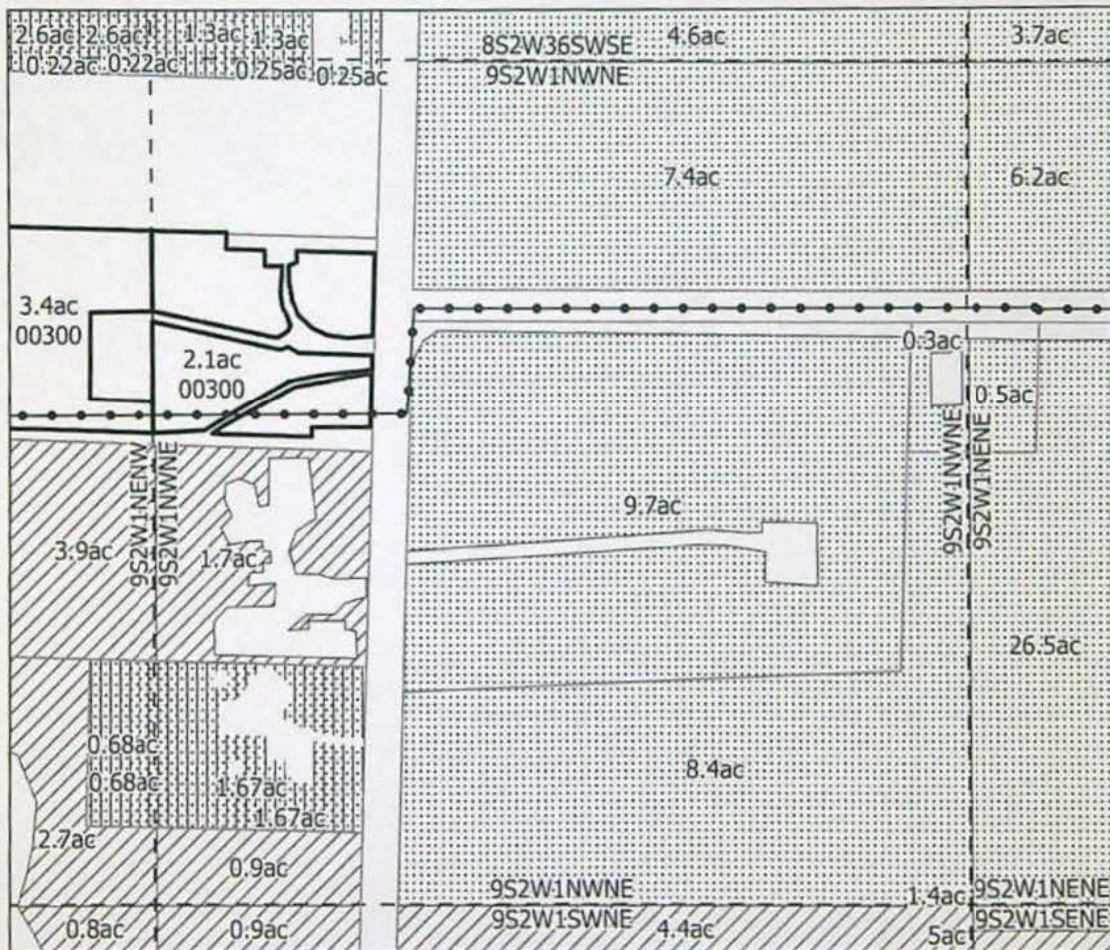 2.6ac 2.6ac 1.3ac 1.3ac
0.22ac 0.22ac 0.25ac 0.25ac
8S2W36SWSE 4.6ac 3.7ac
9S2W1NWNE
7.4ac 6.2ac
3.4ac
00300
2.1ac
00300
0.3ac
0.5ac
9S2W1NENW
9S2W1NWNE
9S2W1NWNE
9S2W1NENE
9.7ac
3.9ac 1.7ac
26.5ac
0.68ac
0.68ac
1.67ac
1.67ac
8.4ac
2.7ac
0.9ac
9S2W1NWNE 1.4ac 9S2W1NENE
9S2W1SWNE 9S2W1SENE
0.8ac 0.9ac 4.4ac 5ac